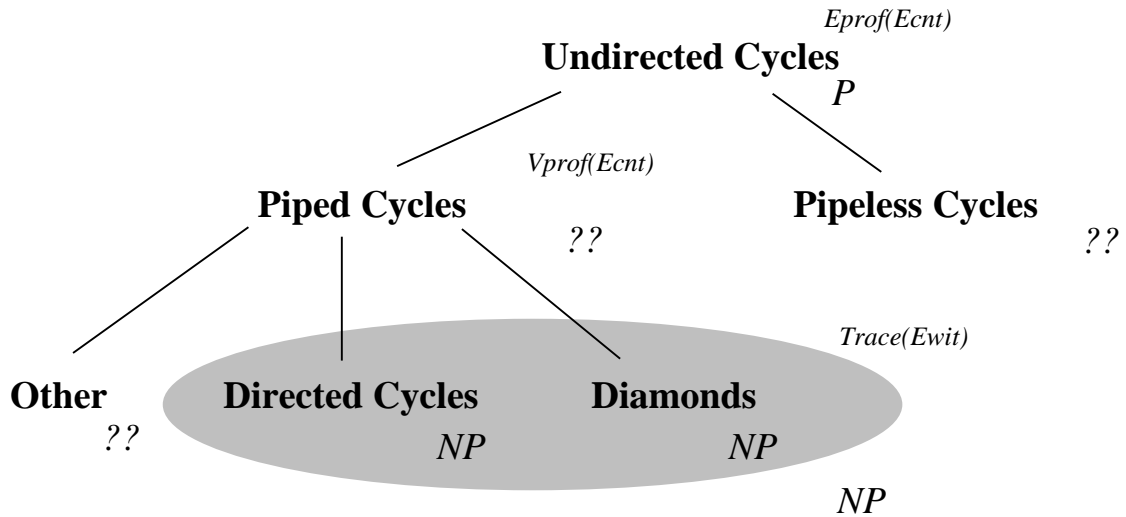 Eprof(Ecnt)
Undirected Cycles
P
Vprof(Ecnt)
Piped Cycles
??
Pipeless Cycles
??
Trace(Ewit)
Other
??
Directed Cycles
NP
Diamonds
NP
NP